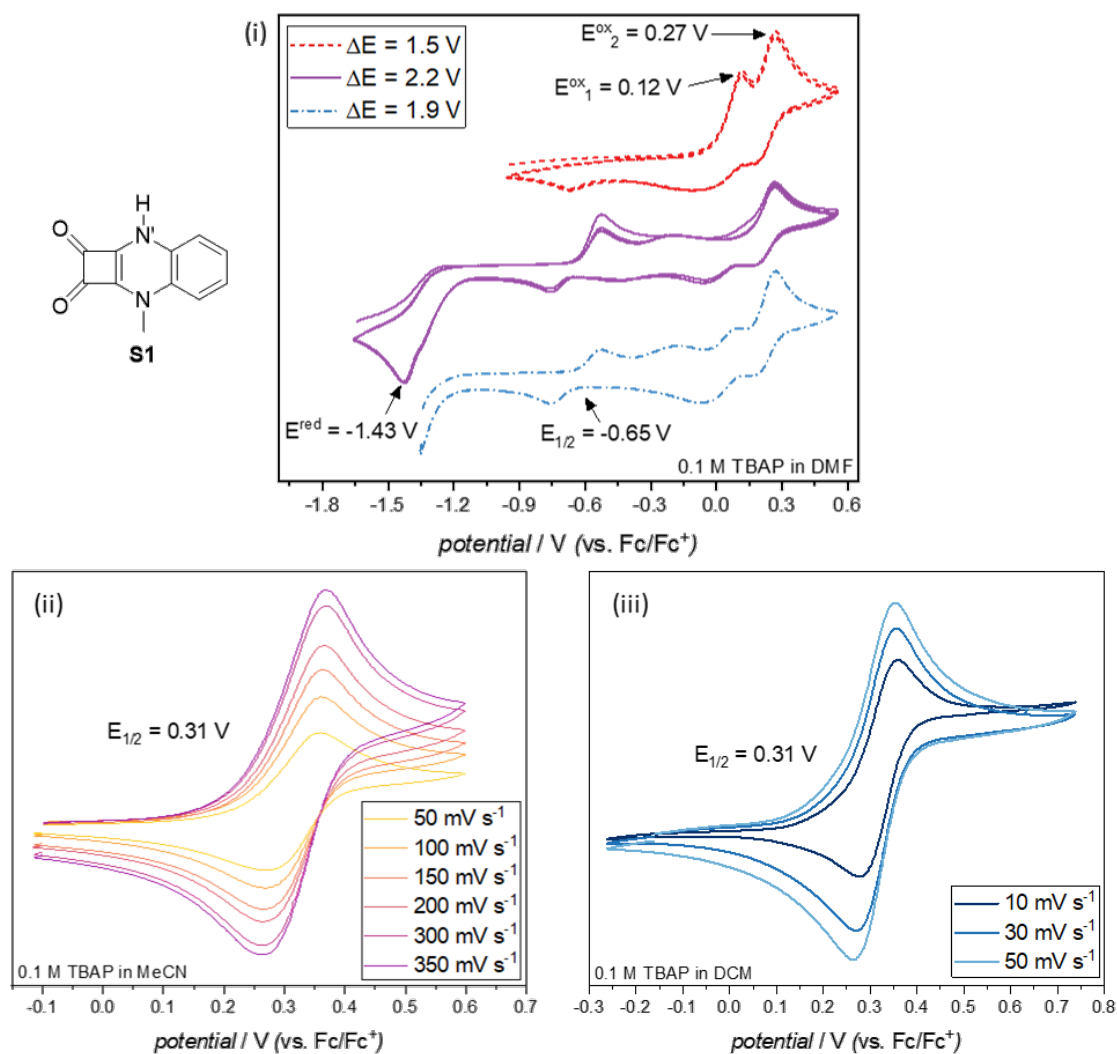 (i)
ΔE = 1.5 V
ΔE = 2.2 V
ΔE = 1.9 V
E^ox_2 = 0.27 V
E^ox_1 = 0.12 V
H
N
O
O
N
S1
E^red = -1.43 V
E_1/2 = -0.65 V
0.1 M TBAP in DMF
-1.8 -1.5 -1.2 -0.9 -0.6 -0.3 0.0 0.3 0.6
potential / V (vs. Fc/Fc⁺)
(ii)
E_1/2 = 0.31 V
50 mV s⁻¹
100 mV s⁻¹
150 mV s⁻¹
200 mV s⁻¹
300 mV s⁻¹
350 mV s⁻¹
0.1 M TBAP in MeCN
-0.1 0.0 0.1 0.2 0.3 0.4 0.5 0.6 0.7
potential / V (vs. Fc/Fc⁺)
(iii)
E_1/2 = 0.31 V
10 mV s⁻¹
30 mV s⁻¹
50 mV s⁻¹
0.1 M TBAP in DCM
-0.3 -0.2 -0.1 0.0 0.1 0.2 0.3 0.4 0.5 0.6 0.7 0.8
potential / V (vs. Fc/Fc⁺)